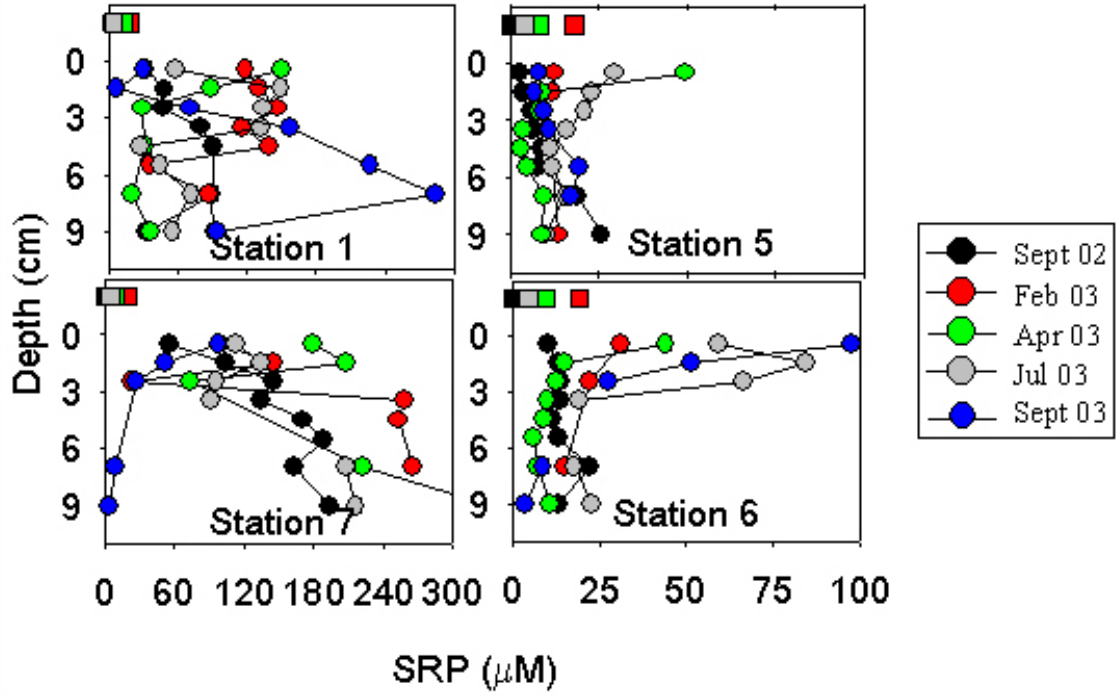 Depth (cm)
0
3
6
9
Station 1
Station 5
0
3
6
9
Station 7
Station 6
0 60 120 180 240 300
0 25 50 75 100
SRP (μM)
Sept 02
Feb 03
Apr 03
Jul 03
Sept 03